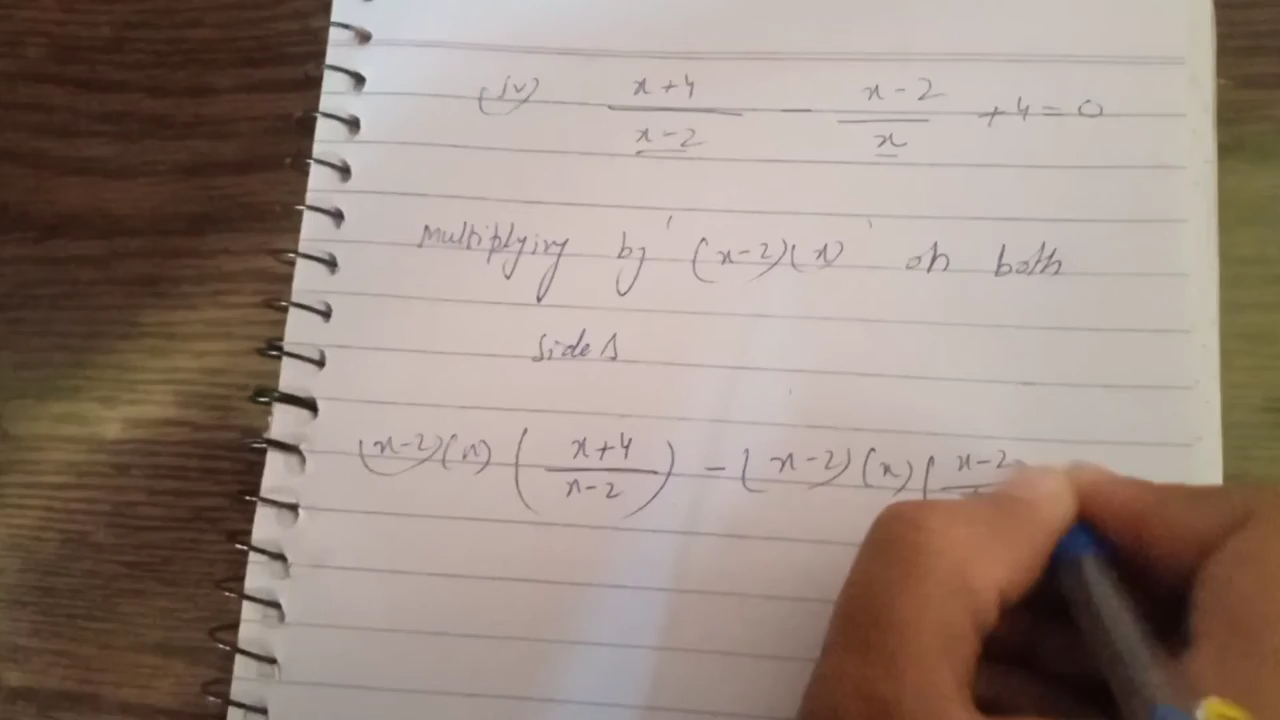 (iv) x+4/x-2 - x-2/x +4=0
multiplying by '(x-2)(x)' on both
sides
(x-2)(x) (x+4/x-2) - (x-2)(x)(x-2